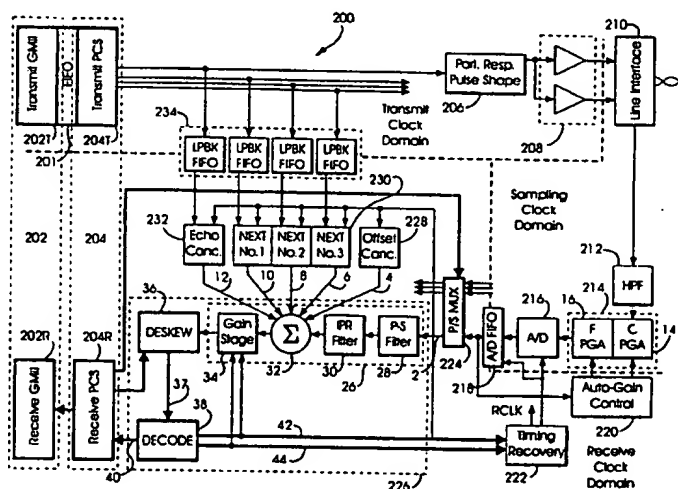 200
210
Transmit GMII
FIFO
Transmit PCS
Part. Resp.
Pulse Shape
206
Line Interface
Transmit
Clock
Domain
208
202T
204T
201
234
LPBK
FIFO
LPBK
FIFO
LPBK
FIFO
LPBK
FIFO
230
Sampling
Clock
Domain
202
204
232
228
Echo
Canc.
NEXT
No.1
NEXT
No.2
NEXT
No.3
Offset
Canc.
212
HPF
12
10
8
6
4
36
P/S MUX
216
16
214
202R
204R
DESKEW
Gain
Stage
Σ
IPR
Filter
P-S
Filter
A/D FIFO
A/D
F
PGA
C
PGA
14
Receive GMII
Receive PCS
34
32
30
26
28
2
224
218
37
38
RCLK
Auto-Gain
Control
DECODE
42
44
Timing
Recovery
220
40
226
222
Receive
Clock
Domain